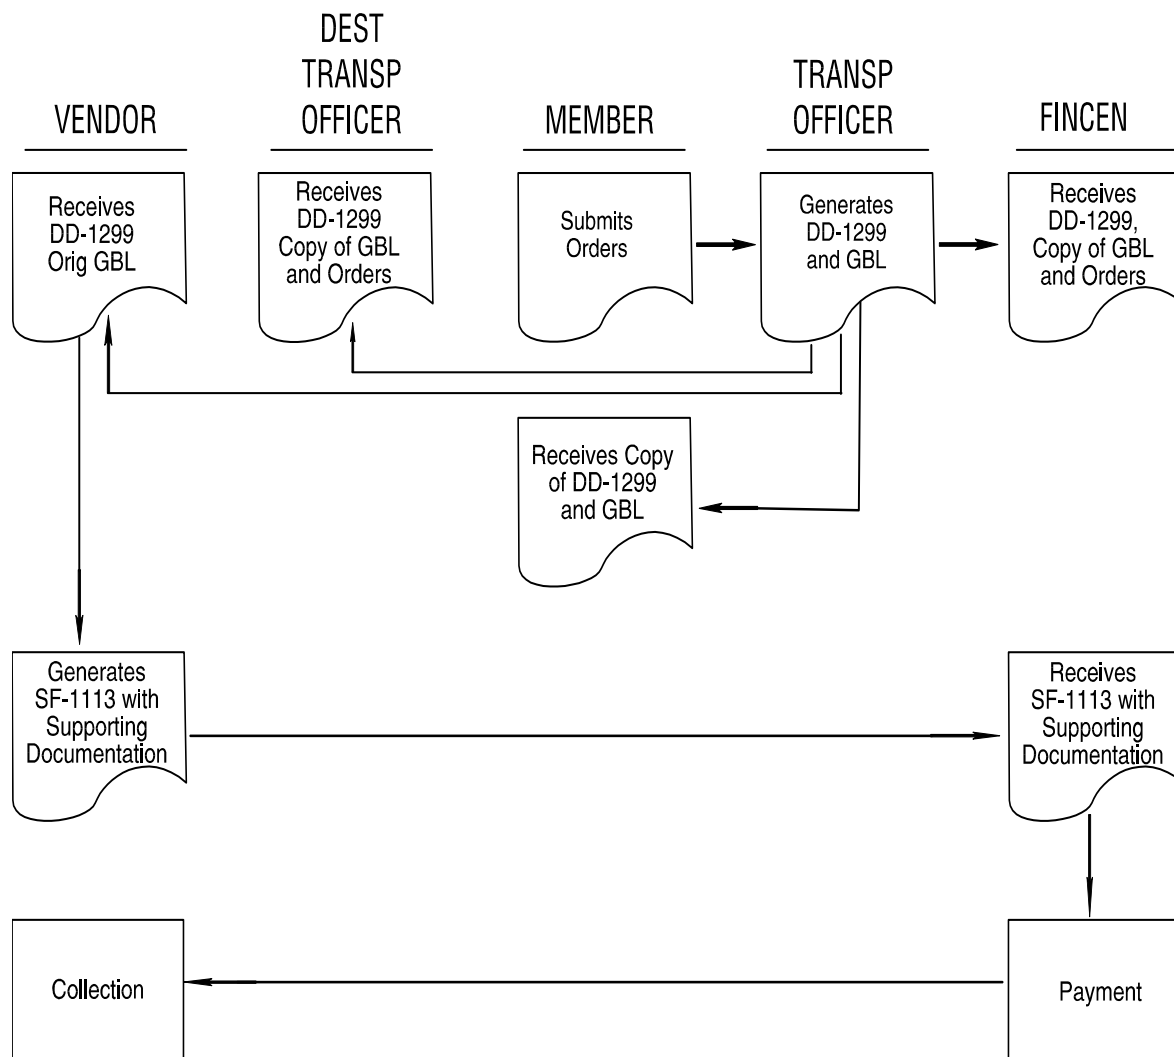 VENDOR
DEST
TRANSP
OFFICER
MEMBER
TRANSP
OFFICER
FINCEN
Receives
DD-1299
Orig GBL
Receives
DD-1299
Copy of GBL
and Orders
Submits
Orders
Generates
DD-1299
and GBL
Receives
DD-1299,
Copy of GBL
and Orders
Receives Copy
of DD-1299
and GBL
Generates
SF-1113 with
Supporting
Documentation
Receives
SF-1113 with
Supporting
Documentation
Collection
Payment